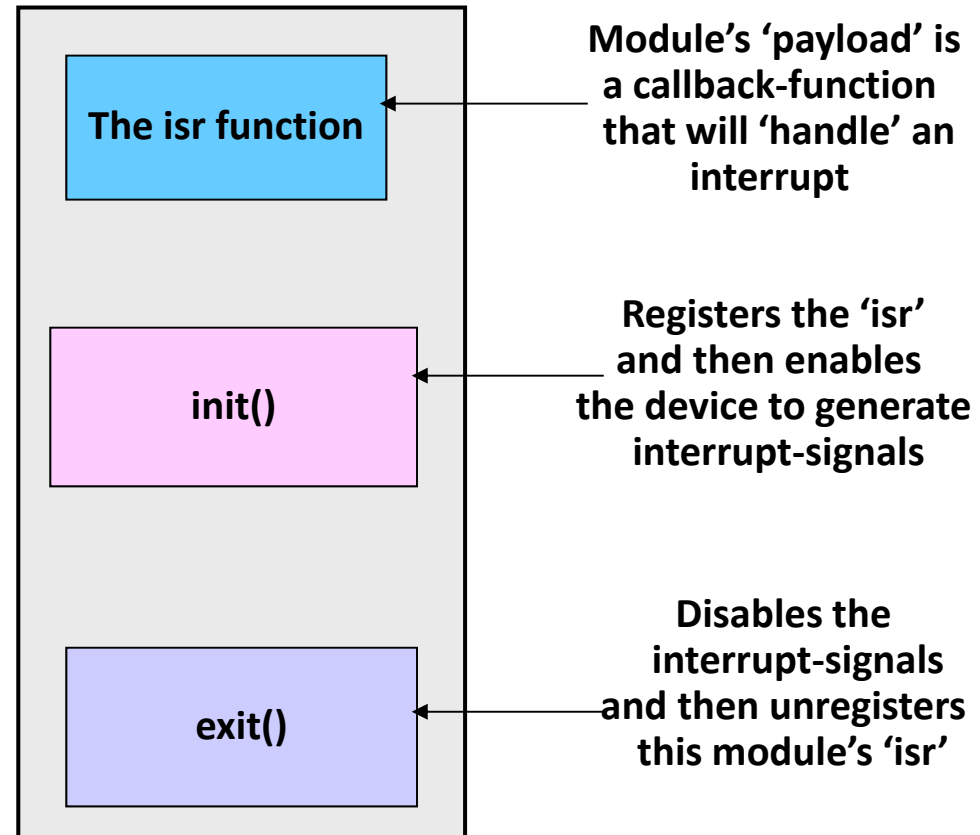 The isr function
Module’s ‘payload’ is
a callback-function
that will ‘handle’ an
interrupt
init()
Registers the ‘isr’
and then enables
the device to generate
interrupt-signals
exit()
Disables the
interrupt-signals
and then unregisters
this module’s ‘isr’